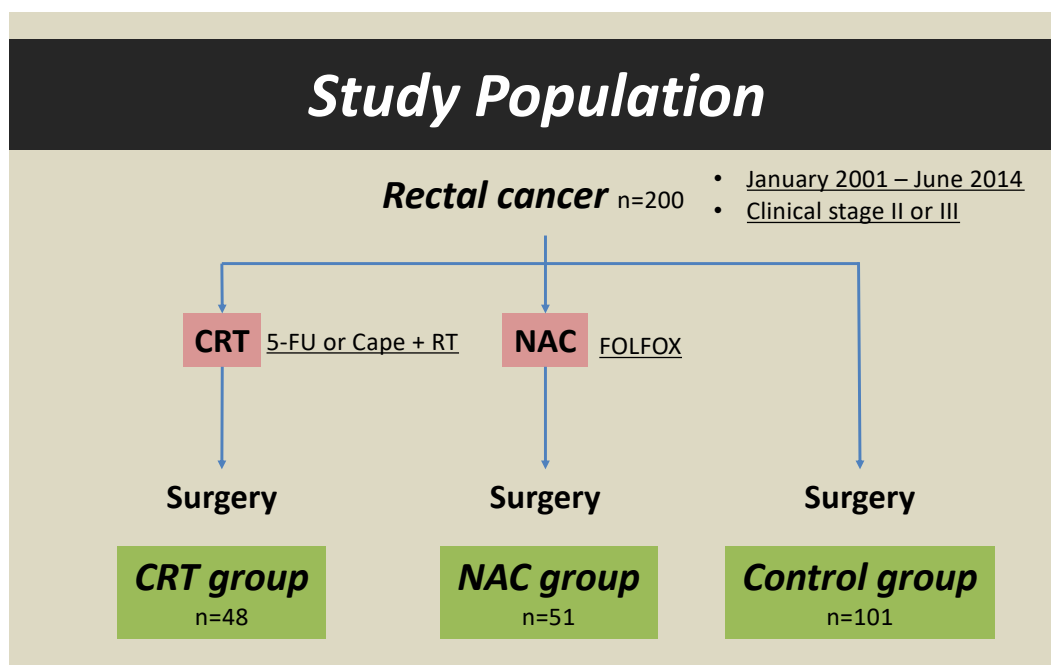 Study Population
Rectal cancer n=200
• January 2001 – June 2014
• Clinical stage II or III
CRT 5-FU or Cape + RT
NAC FOLFOX
Surgery
Surgery
Surgery
CRT group
n=48
NAC group
n=51
Control group
n=101